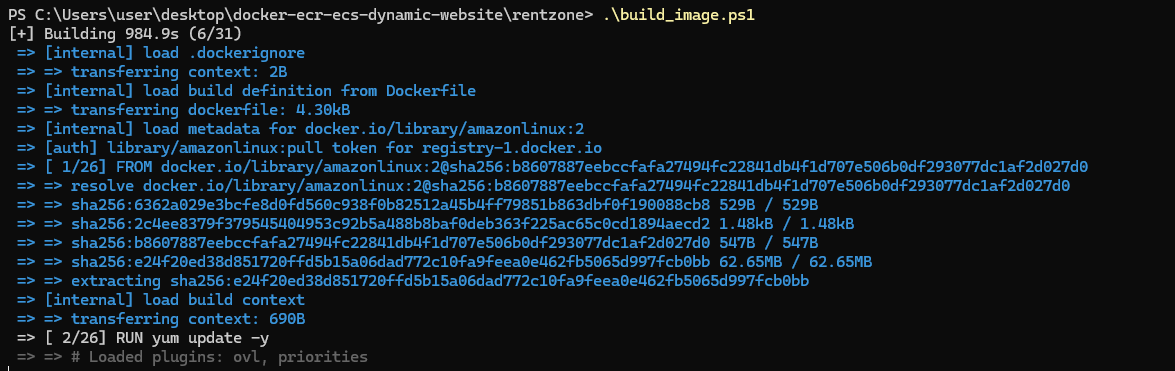 PS C:\Users\user\desktop\docker-ecr-ecs-dynamic-website\rentzone> .\build_image.ps1
[+] Building 984.9s (6/31)
=> [internal] load .dockerignore
=> => transferring context: 2B
=> [internal] load build definition from Dockerfile
=> => transferring dockerfile: 4.30kB
=> [internal] load metadata for docker.io/library/amazonlinux:2
=> [auth] library/amazonlinux:pull token for registry-1.docker.io
=> [ 1/26] FROM docker.io/library/amazonlinux:2@sha256:b8607887eebccfafa27494fc22841db4f1d707e506b0df293077dc1af2d027d0
=> => resolve docker.io/library/amazonlinux:2@sha256:b8607887eebccfafa27494fc22841db4f1d707e506b0df293077dc1af2d027d0
=> => sha256:6362a029e3bcfe8d0fd560c938f0b82512a45b4ff79851b863dbf0f190088cb8 529B / 529B
=> => sha256:2c4ee8379f379545404953c92b5a488b8baf0deb363f225ac65c0cd1894aecd2 1.48kB / 1.48kB
=> => sha256:b8607887eebccfafa27494fc22841db4f1d707e506b0df293077dc1af2d027d0 547B / 547B
=> => sha256:e24f20ed38d851720ffd5b15a06dad772c10fa9feea0e462fb5065d997fcb0bb 62.65MB / 62.65MB
=> => extracting sha256:e24f20ed38d851720ffd5b15a06dad772c10fa9feea0e462fb5065d997fcb0bb
=> [internal] load build context
=> => transferring context: 690B
=> [ 2/26] RUN yum update -y
=> => # Loaded plugins: ovl, priorities